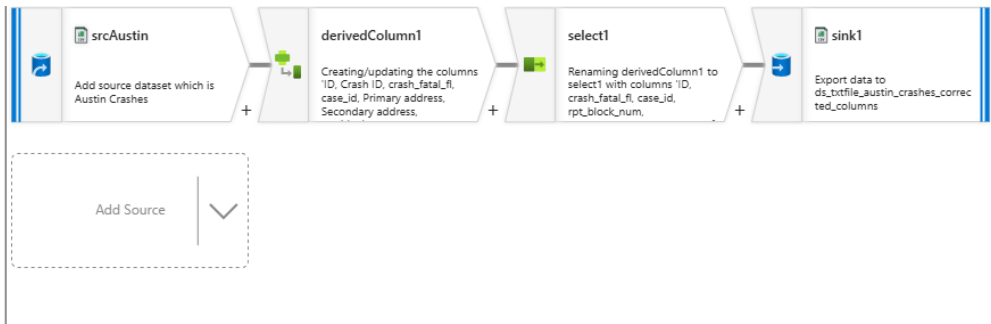 srcAustin
Add source dataset which is
Austin Crashes
+
derivedColumn1
Creating/updating the columns
'ID, Crash ID, crash_fatal_fl,
case_id, Primary address,
Secondary address,
+
select1
Renaming derivedColumn1 to
select1 with columns 'ID,
crash_fatal_fl, case_id,
rpt_block_num,
+
sink1
Export data to
ds_txtfile_austin_crashes_correc
ted_columns
Add Source